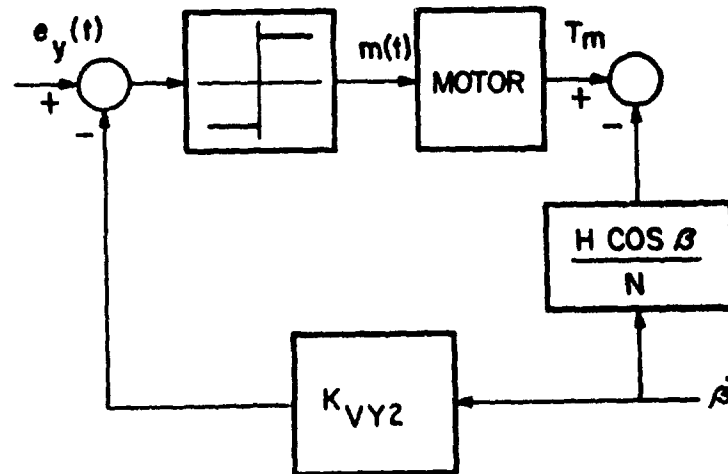 e_y(t)
+
-
m(t)
MOTOR
T_m
+
-
H COS β
N
K_VY2
β̇